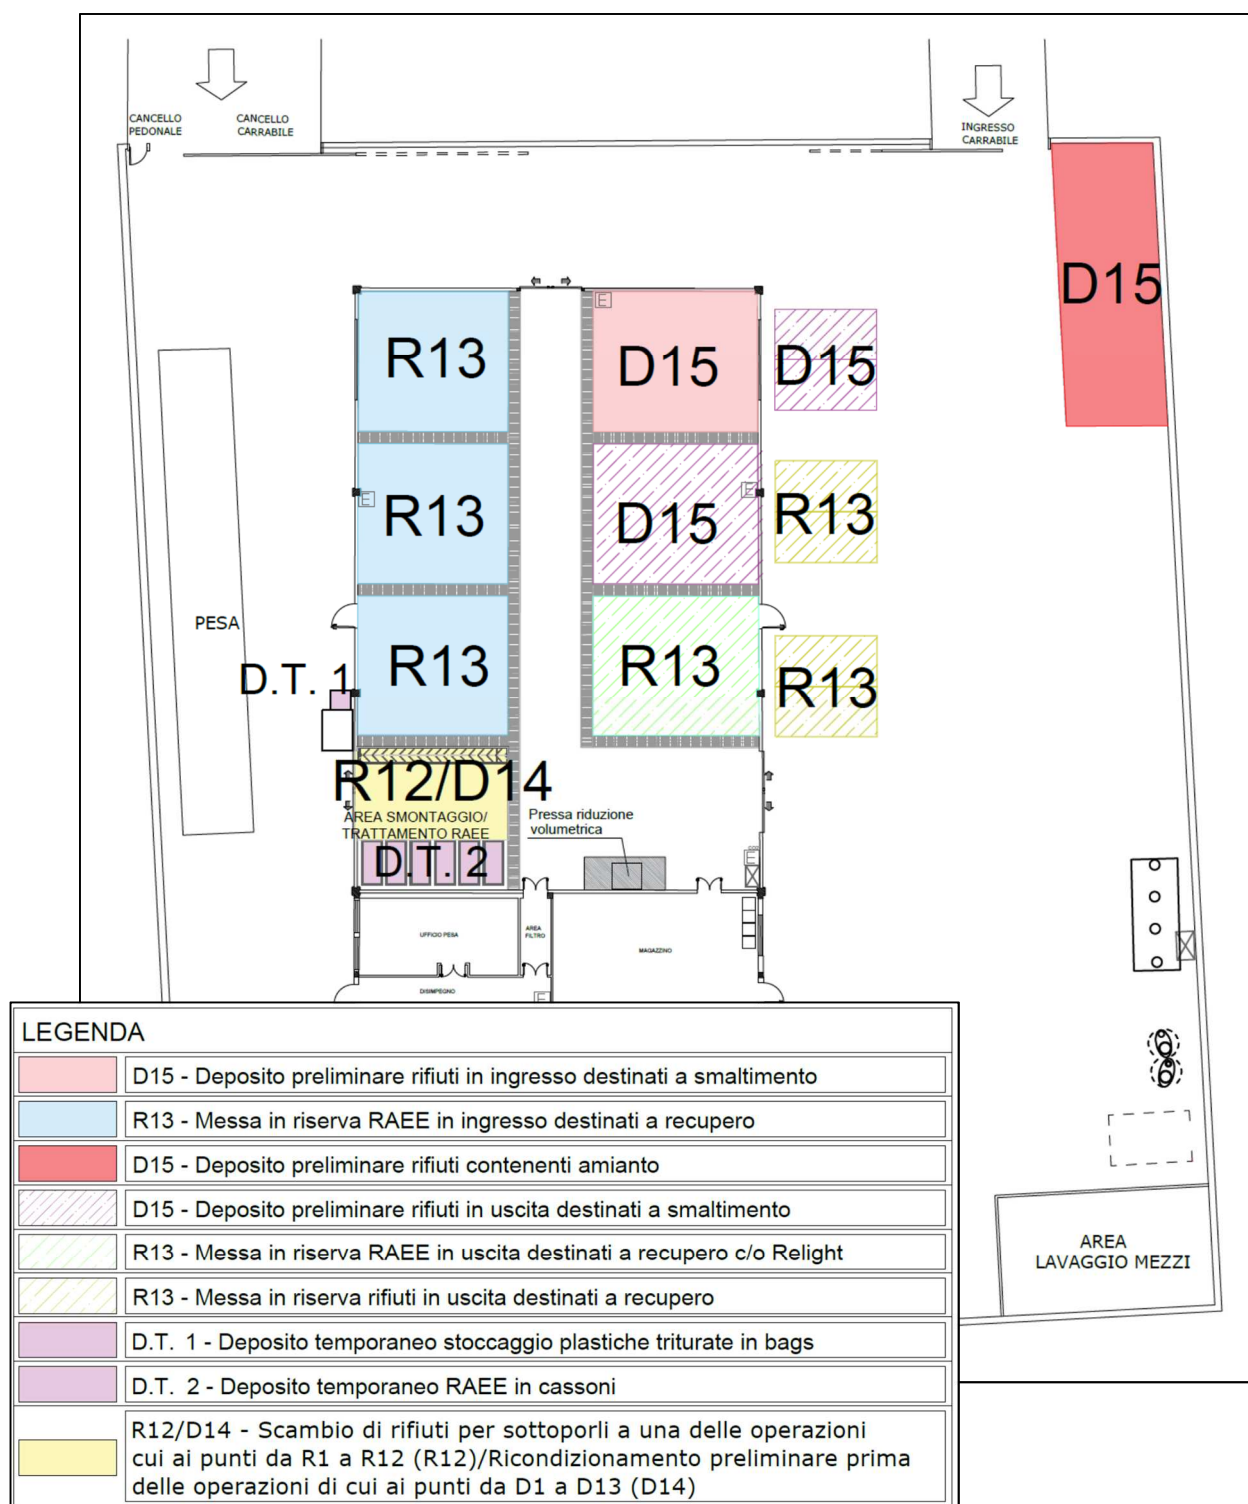 CANCELLO
PEDONALE
CANCELLO
CARRABILE
INGRESSO
CARRABILE
D15
R13
D15
D15
R13
D15
R13
PESA
R13
R13
R13
D.T. 1
R12/D14
AREA SMONTAGGIO/
TRATTAMENTO RAEE
D.T. 2
Pressa riduzione
volumetrica
E
E
E
E
UFFICIO PESA
AREA
FILTRO
MAGAZZINO
DISIMPEGNO
E
AREA
LAVAGGIO MEZZI
LEGENDA
D15 - Deposito preliminare rifiuti in ingresso destinati a smaltimento
R13 - Messa in riserva RAEE in ingresso destinati a recupero
D15 - Deposito preliminare rifiuti contenenti amianto
D15 - Deposito preliminare rifiuti in uscita destinati a smaltimento
R13 - Messa in riserva RAEE in uscita destinati a recupero c/o Relight
R13 - Messa in riserva rifiuti in uscita destinati a recupero
D.T. 1 - Deposito temporaneo stoccaggio plastiche triturate in bags
D.T. 2 - Deposito temporaneo RAEE in cassoni
R12/D14 - Scambio di rifiuti per sottoporli a una delle operazioni
cui ai punti da R1 a R12 (R12)/Ricondizionamento preliminare prima
delle operazioni di cui ai punti da D1 a D13 (D14)